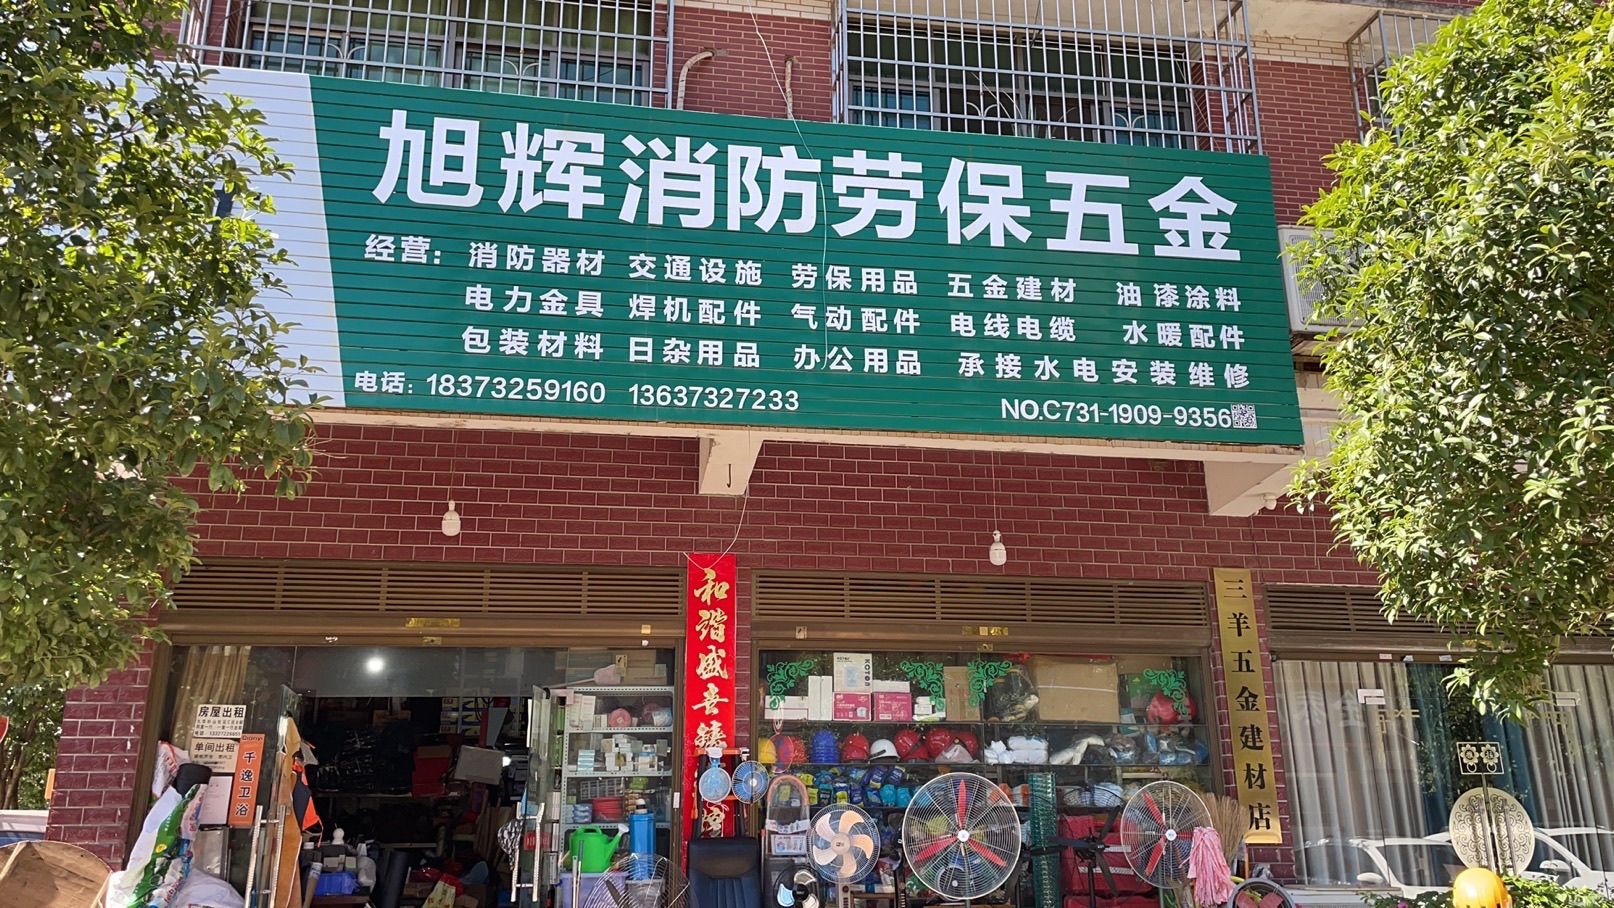 旭辉消防劳保五金
经营：消防器材 交通设施 劳保用品 五金建材 油漆涂料
电力金具 焊机配件 气动配件 电线电缆 水暖配件
包装材料 日杂用品 办公用品 承接水电安装维修
电话：18373259160 13637327233
NO.C731-1909-9356
和谐盛世
三羊五金建材店
房屋出租
单间出租
千逸卫浴